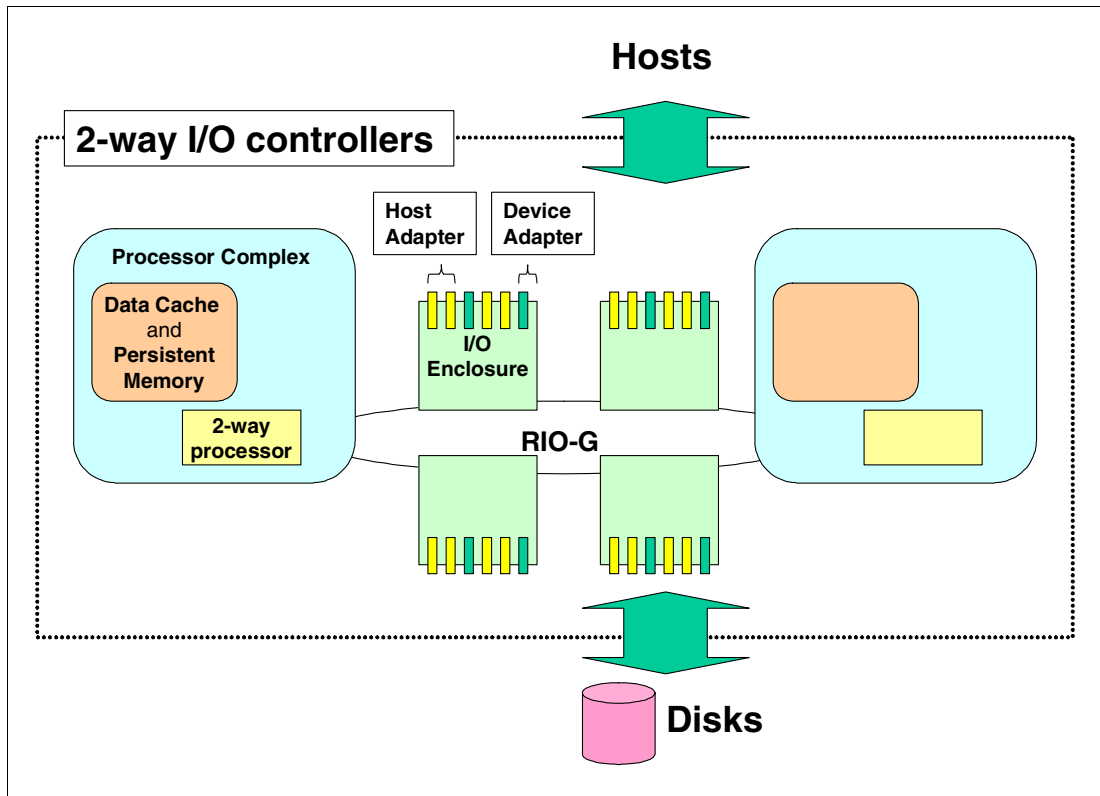 Hosts
2-way I/O controllers
Host
Adapter
Device
Adapter
Processor Complex
Data Cache
and
Persistent
Memory
2-way
processor
I/O
Enclosure
RIO-G
Disks